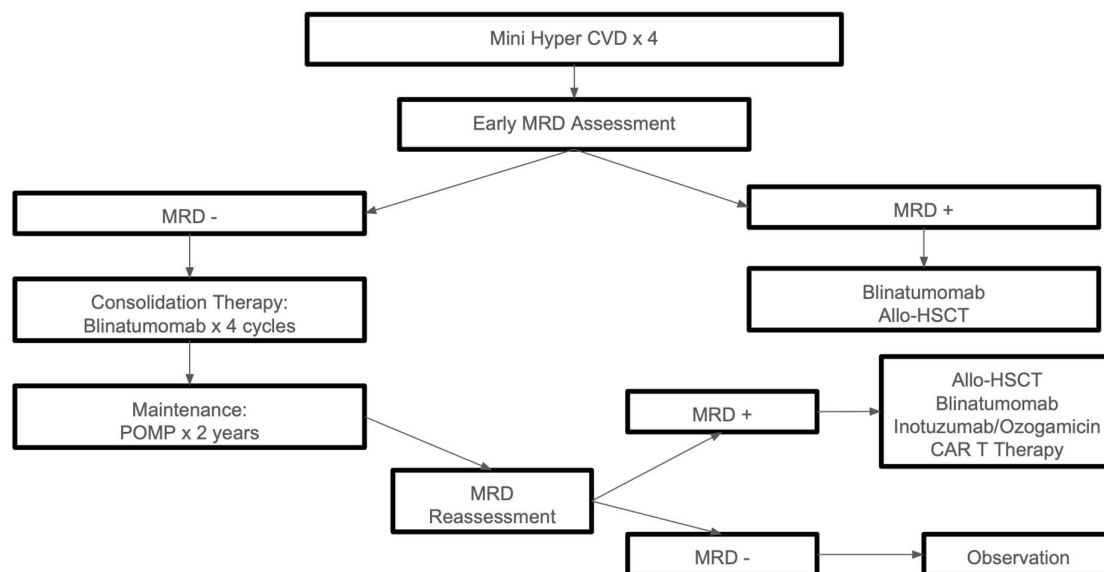 Mini Hyper CVD x 4
Early MRD Assessment
MRD -
MRD +
Consolidation Therapy:
Blinatumomab x 4 cycles
Blinatumomab
Allo-HSCT
Maintenance:
POMP x 2 years
MRD +
Allo-HSCT
Blinatumomab
Inotuzumab/Ozogamicin
CAR T Therapy
MRD
Reassessment
MRD -
Observation